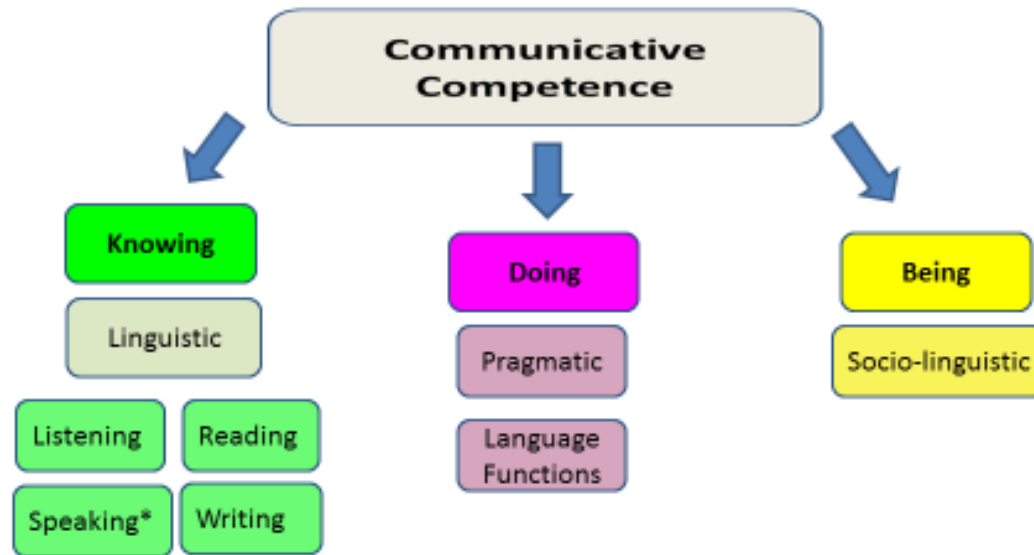 Communicative
Competence
Knowing
Linguistic
Listening
Reading
Speaking*
Writing
Doing
Pragmatic
Language
Functions
Being
Socio-linguistic